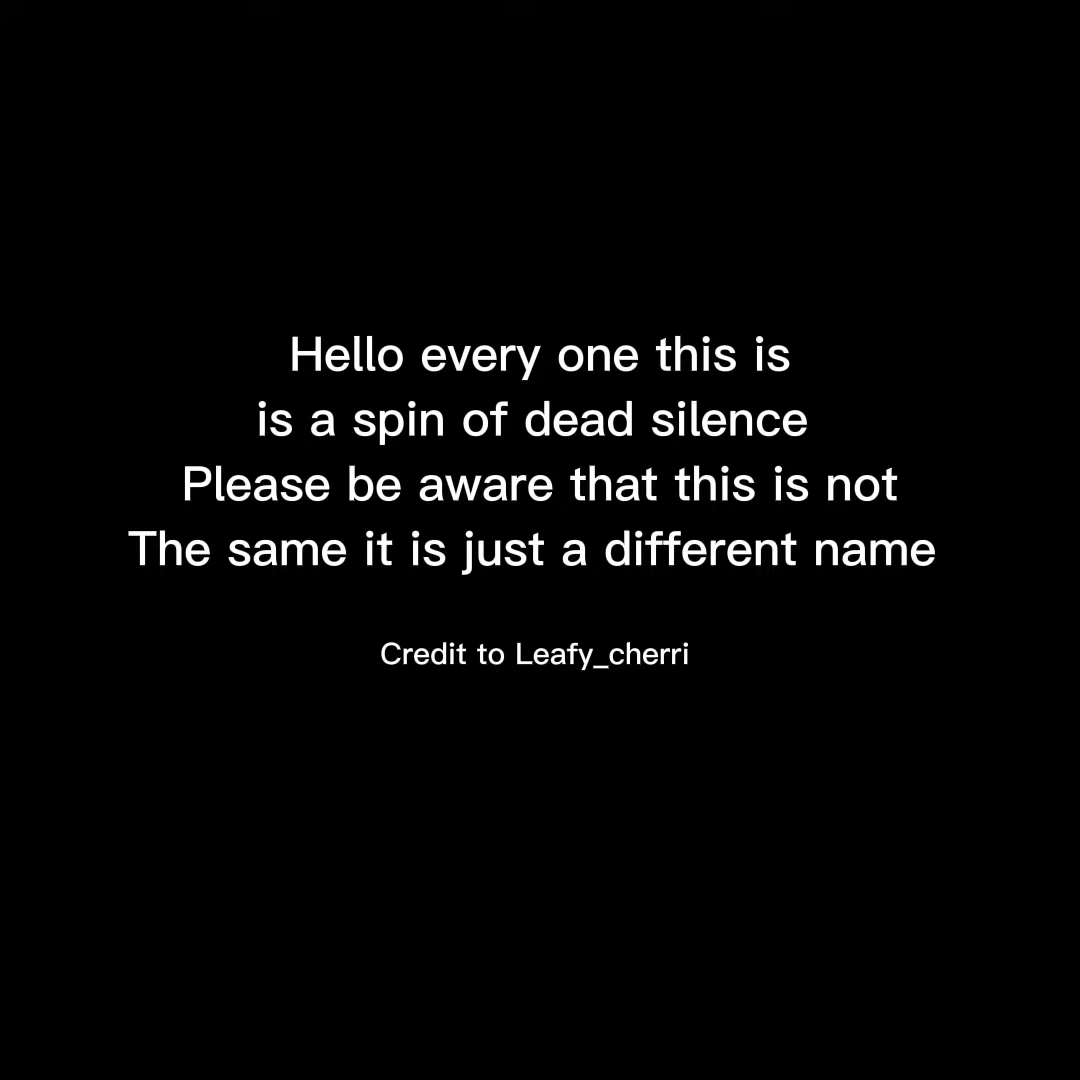 Hello every one this is
is a spin of dead silence
Please be aware that this is not
The same it is just a different name
Credit to Leafy_cherri